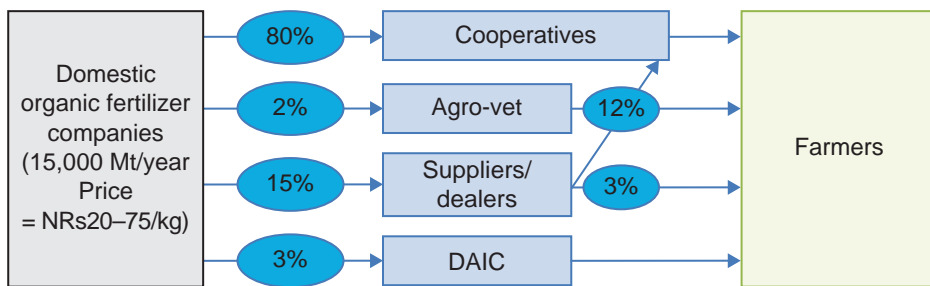 Domestic
organic fertilizer
companies
(15,000 Mt/year
Price
= NRs20–75/kg)
80%
Cooperatives
2%
Agro-vet
12%
15%
Suppliers/
dealers
3%
3%
DAIC
Farmers